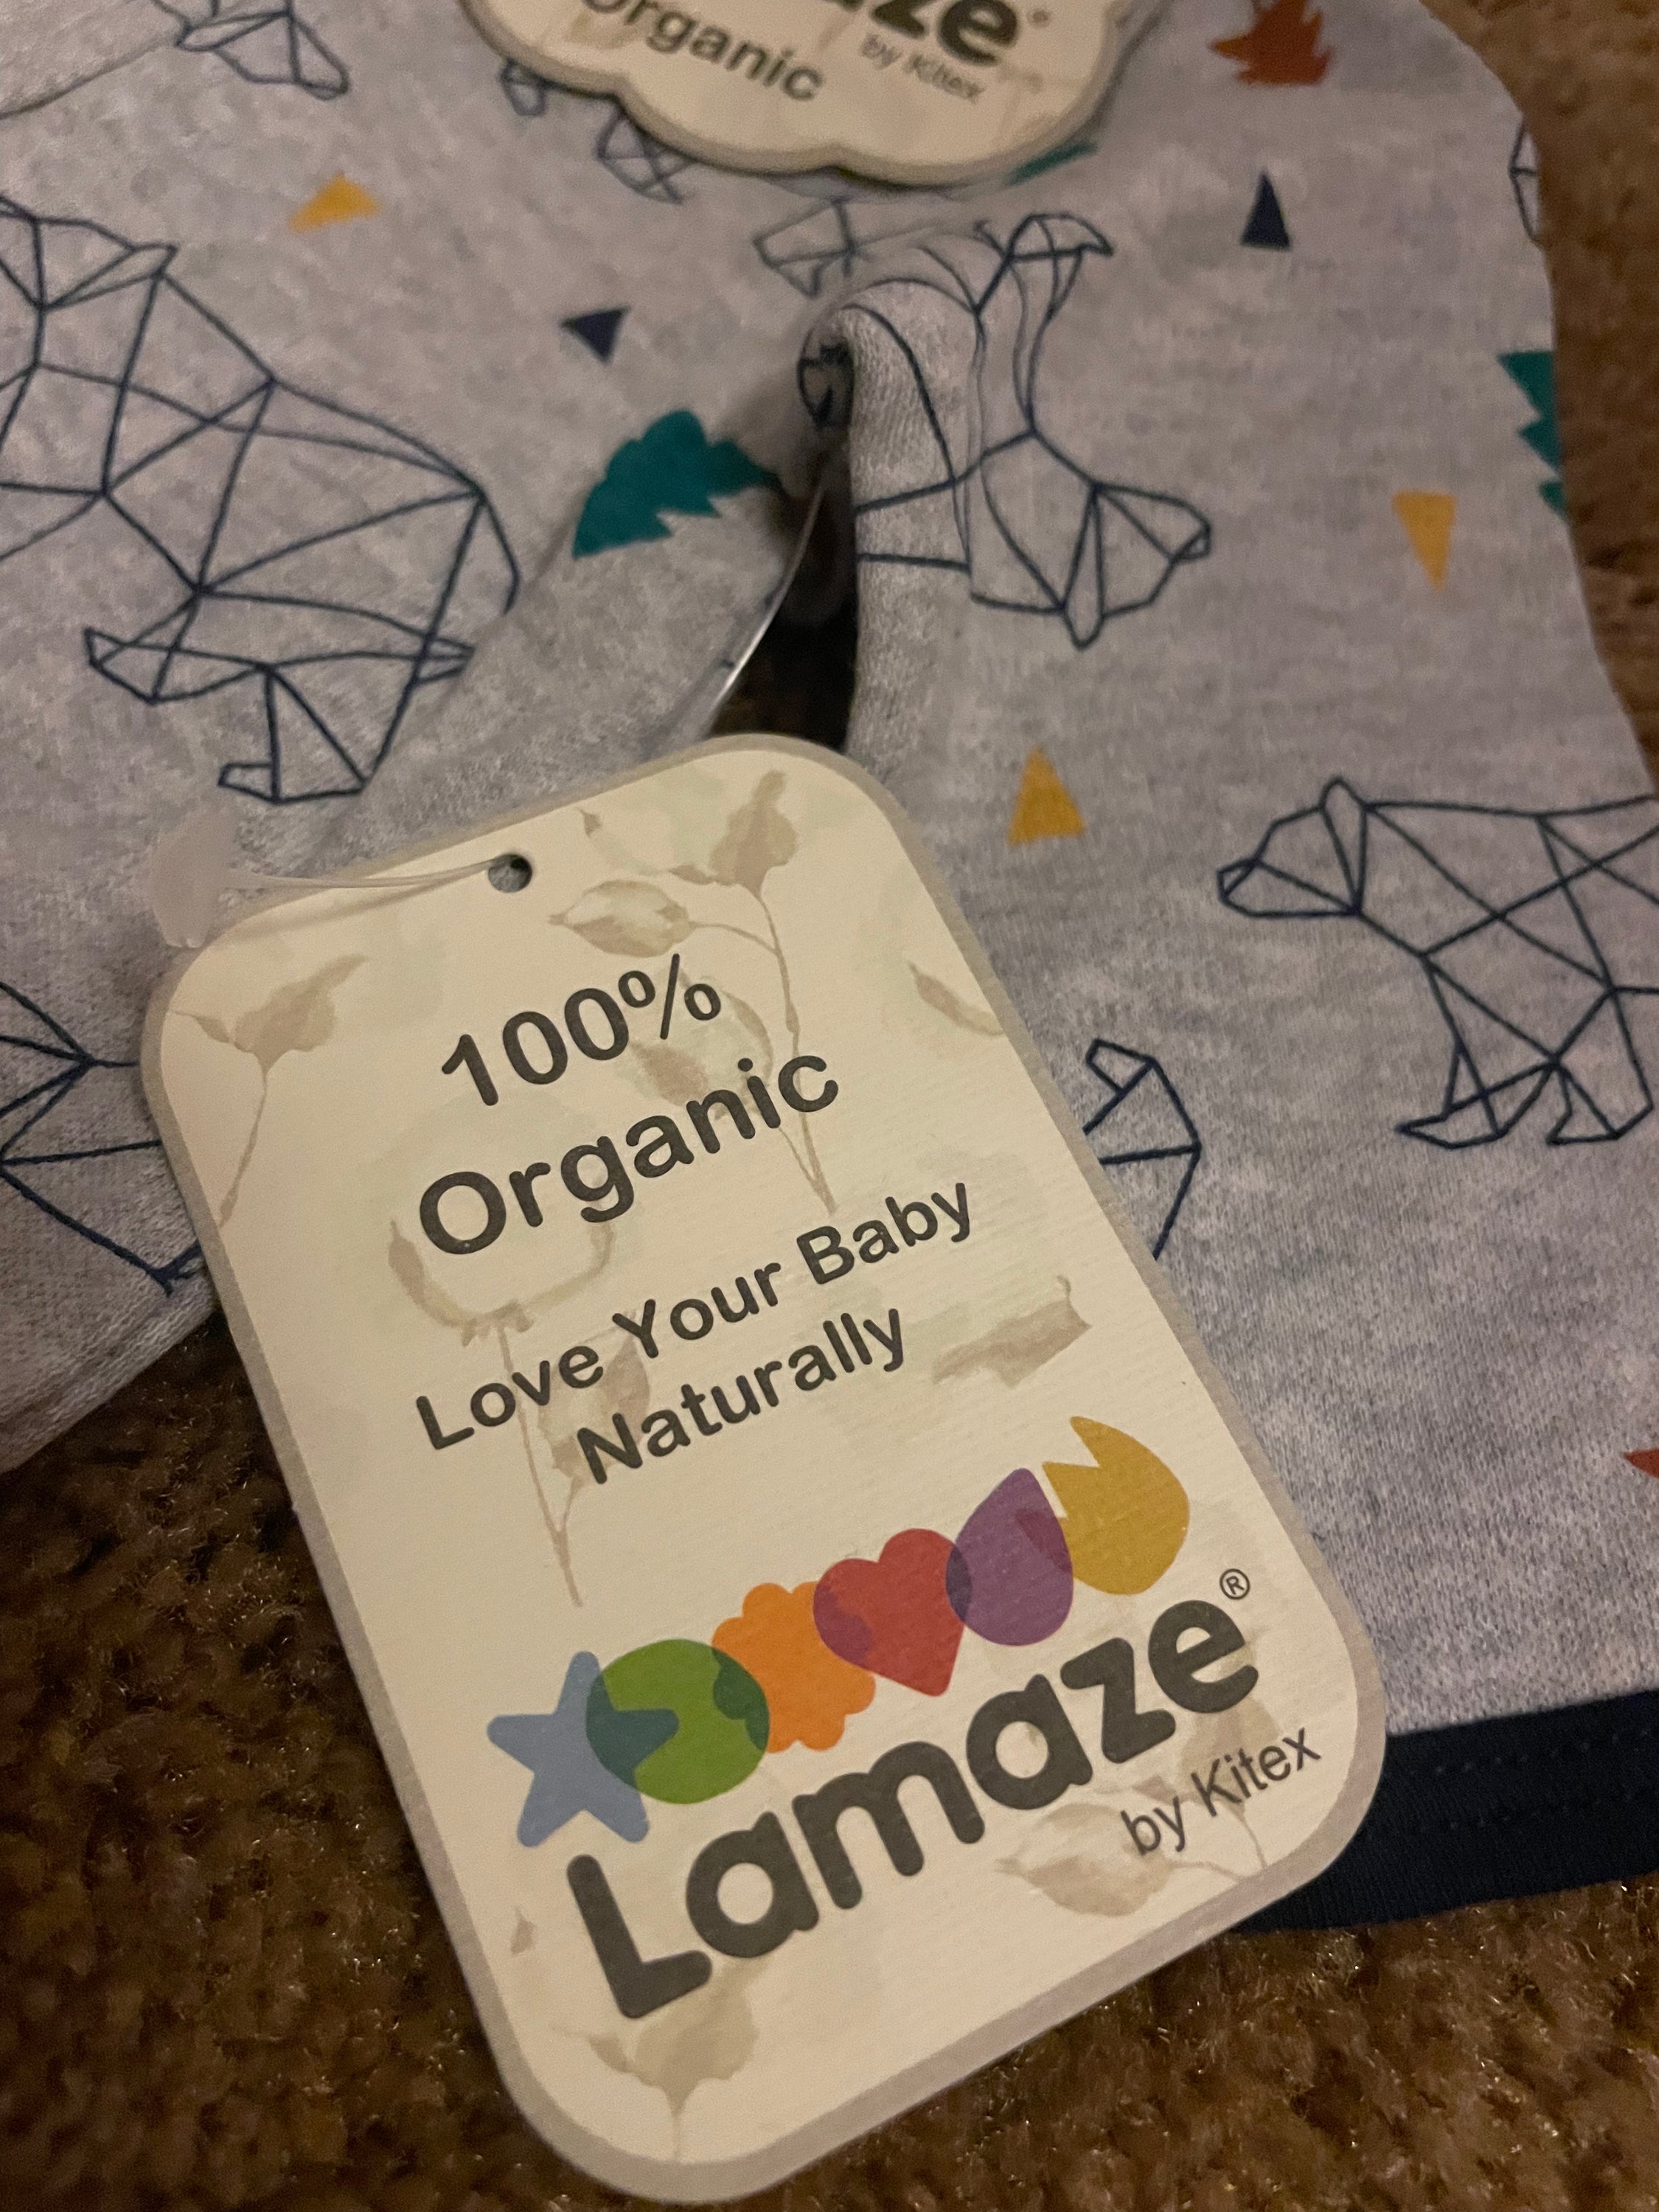 Organic
by Kitex
100%
Organic
Love Your Baby
Naturally
Lamaze®
by Kitex